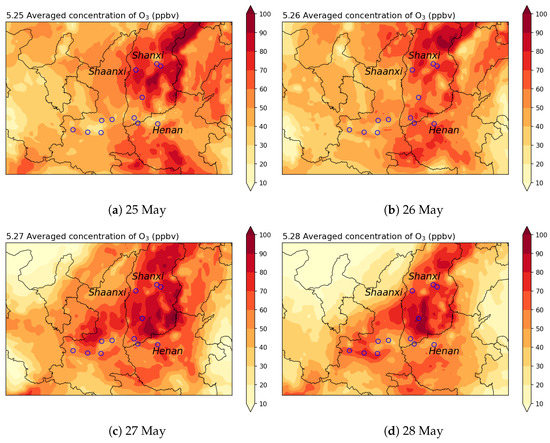 5.25 Averaged concentration of O3 (ppbv)
Shanxi
Shaanxi
Henan
100
90
80
70
60
50
40
30
20
10
(a) 25 May
5.26 Averaged concentration of O3 (ppbv)
Shanxi
Shaanxi
Henan
100
90
80
70
60
50
40
30
20
10
(b) 26 May
5.27 Averaged concentration of O3 (ppbv)
Shanxi
Shaanxi
Henan
100
90
80
70
60
50
40
30
20
10
(c) 27 May
5.28 Averaged concentration of O3 (ppbv)
Shanxi
Shaanxi
Henan
100
90
80
70
60
50
40
30
20
10
(d) 28 May